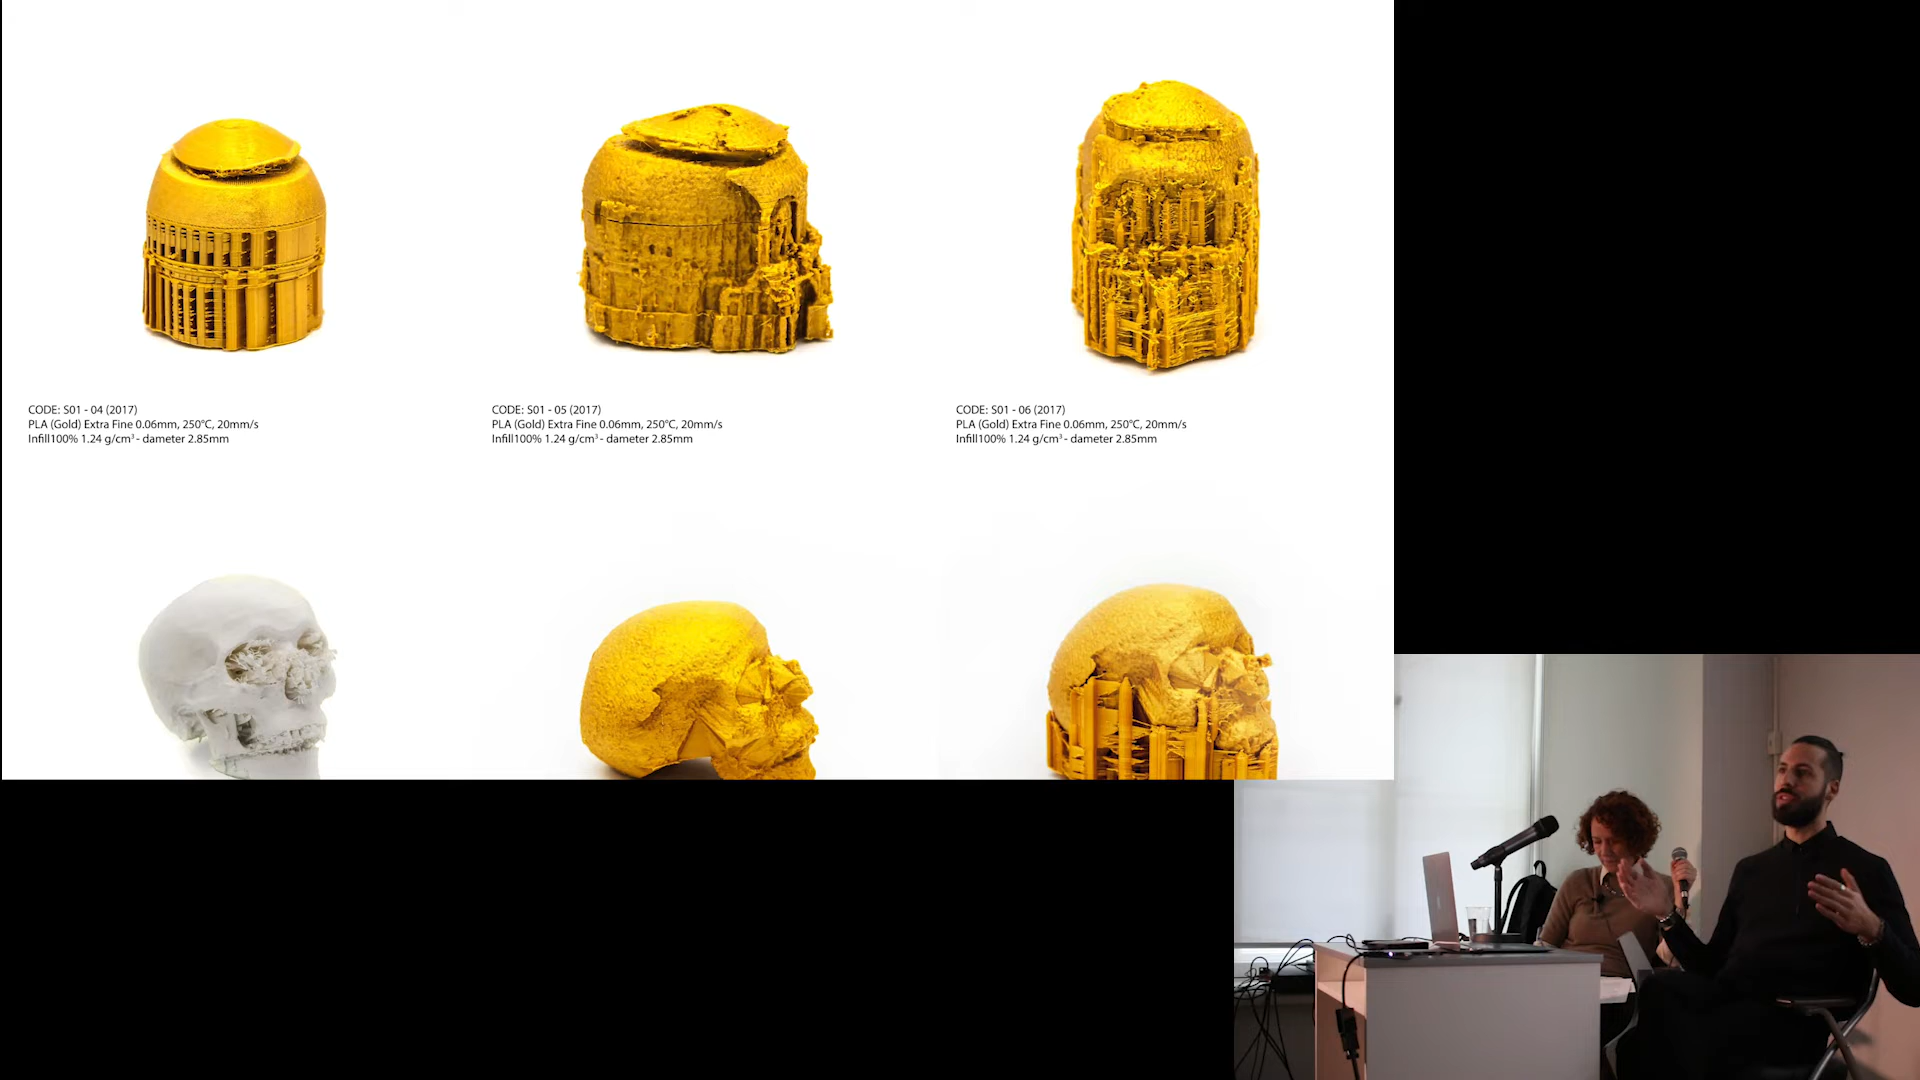 CODE: S01 - 04 (2017)
PLA (Gold) Extra Fine 0.06mm, 250°C, 20mm/s
Infill100% 1.24 g/cm³ - dameter 2.85mm
CODE: S01 - 05 (2017)
PLA (Gold) Extra Fine 0.06mm, 250°C, 20mm/s
Infill100% 1.24 g/cm³ - dameter 2.85mm
CODE: S01 - 06 (2017)
PLA (Gold) Extra Fine 0.06mm, 250°C, 20mm/s
Infill100% 1.24 g/cm³ - dameter 2.85mm